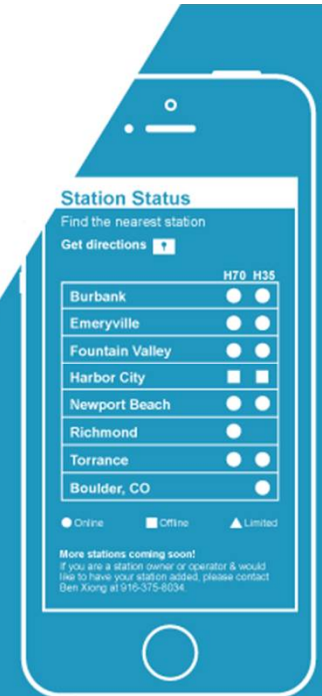 Station Status
Find the nearest station
Get directions
H70 H35
Burbank
Emeryville
Fountain Valley
Harbor City
Newport Beach
Richmond
Torrance
Boulder, CO
Online Offline Limited
More stations coming soon!
If you are a station owner or operator & would
like to have your station added, please contact
Ben Xiong at 916-375-8034.